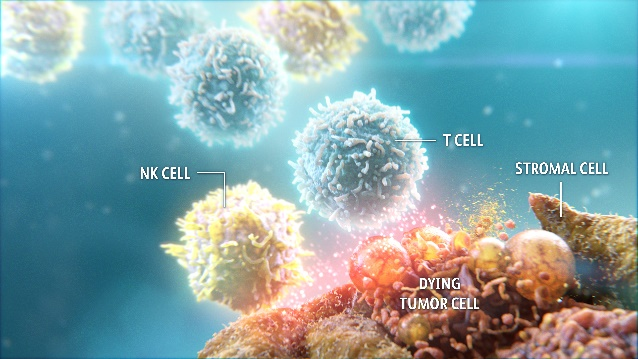 T CELL
STROMAL CELL
NK CELL
DYING
TUMOR CELL